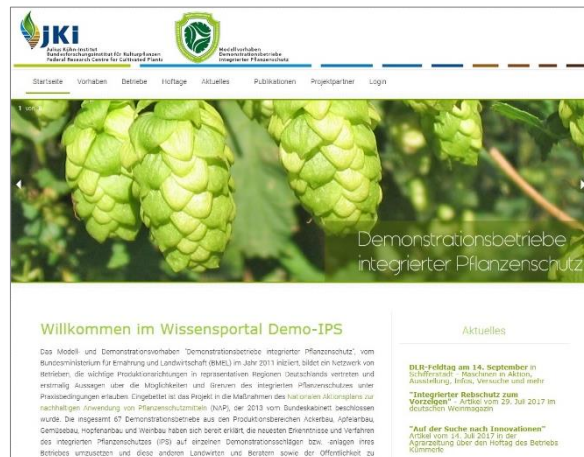 JKI
Julius Kühn-Institut
Bundesforschungsinstitut für Kulturpflanzen
Federal Research Centre for Cultivated Plants
Modellvorhaben
Demonstrationsbetriebe
integrierter Pflanzenschutz
Startseite Vorhaben Betriebe Hoftage Aktuelles Publikationen Projektpartner Login
Demonstrationsbetriebe
integrierter Pflanzenschutz
Willkommen im Wissensportal Demo-IPS
Das Modell- und Demonstrationsvorhaben "Demonstrationsbetriebe integrierter Pflanzenschutz", vom
Bundesministerium für Ernährung und Landwirtschaft (BMEL) im Jahr 2011 initiiert, bildet ein Netzwerk von
Betrieben, die wichtige Produktionsrichtungen in repräsentativen Regionen Deutschlands vertreten und
erstmalig Aussagen über die Möglichkeiten und Grenzen des integrierten Pflanzenschutzes unter
Praxisbedingungen erlauben. Eingebettet ist das Projekt in die Maßnahmen des Nationalen Aktionsplans zur
nachhaltigen Anwendung von Pflanzenschutzmitteln (NAP), der 2013 vom Bundeskabinett beschlossen
wurde. Die insgesamt 67 Demonstrationsbetriebe aus den Produktionsbereichen Ackerbau, Apfelanbau,
Gemüsebau, Hopfenanbau und Weinbau haben sich bereit erklärt, die neuesten Erkenntnisse und Verfahren
des integrierten Pflanzenschutzes (IPS) auf einzelnen Demonstrationsschlägen bzw. -anlagen ihres
Betriebes umzusetzen und diese anderen Landwirten und Beratern sowie der Öffentlichkeit zu
Aktuelles
DLR-Feldtag am 14. September in
Schifferstadt - Maschinen in Aktion,
Ausstellung, Infos, Versuche und mehr
"Integrierter Rebschutz zum
Vorzeigen" - Artikel vom 29. Juli 2017 im
deutschen Weinmagazin
"Auf der Suche nach Innovationen"
Artikel vom 14. Juli 2017 in der
Agrarzeitung über den Hoftag des Betriebs
Kümmerle